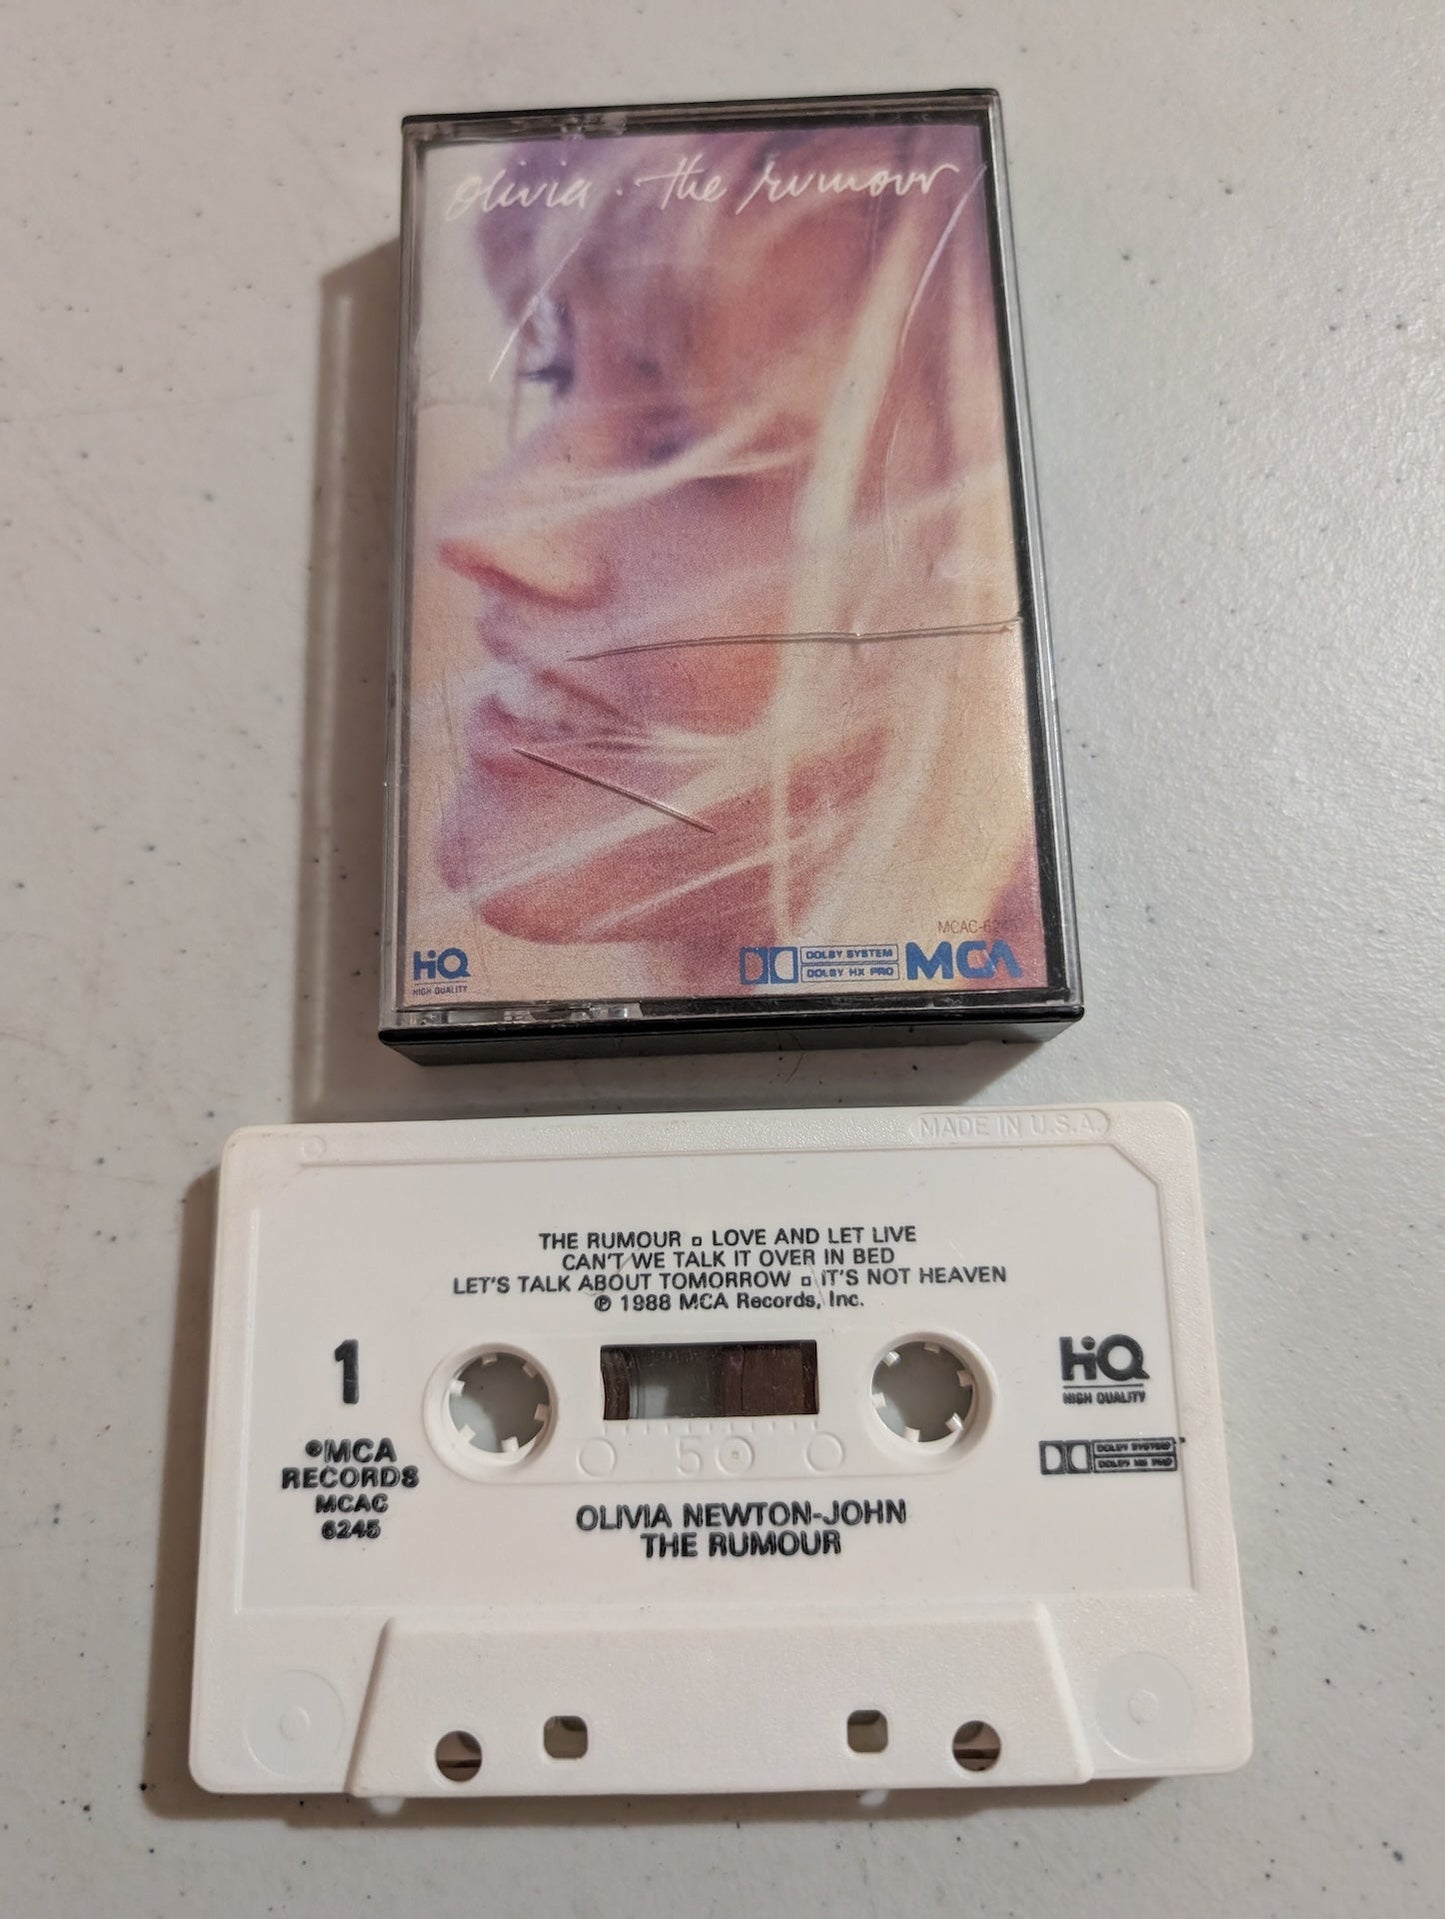 olivia · the rumour
MCAC-6245
HiQ
HIGH QUALITY
DOLBY SYSTEM
DOLBY HX PRO
MCA
MADE IN U.S.A.
THE RUMOUR ▫ LOVE AND LET LIVE
CAN'T WE TALK IT OVER IN BED
LET'S TALK ABOUT TOMORROW ▫ IT'S NOT HEAVEN
℗ 1988 MCA Records, Inc.
1
HiQ
HIGH QUALITY
MCA
RECORDS
MCAC
6245
50
DOLBY SYSTEM
DOLBY HX PRO
OLIVIA NEWTON-JOHN
THE RUMOUR